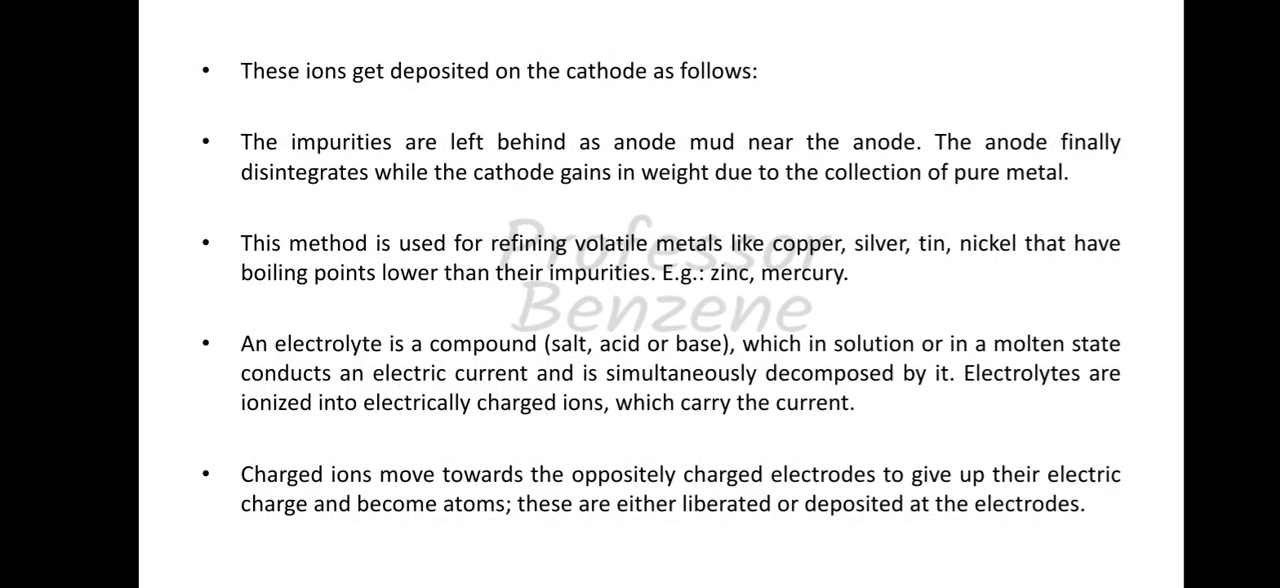 • These ions get deposited on the cathode as follows:
• The impurities are left behind as anode mud near the anode. The anode finally
disintegrates while the cathode gains in weight due to the collection of pure metal.
• This method is used for refining volatile metals like copper, silver, tin, nickel that have
boiling points lower than their impurities. E.g.: zinc, mercury.
Professor
Benzene
• An electrolyte is a compound (salt, acid or base), which in solution or in a molten state
conducts an electric current and is simultaneously decomposed by it. Electrolytes are
ionized into electrically charged ions, which carry the current.
• Charged ions move towards the oppositely charged electrodes to give up their electric
charge and become atoms; these are either liberated or deposited at the electrodes.